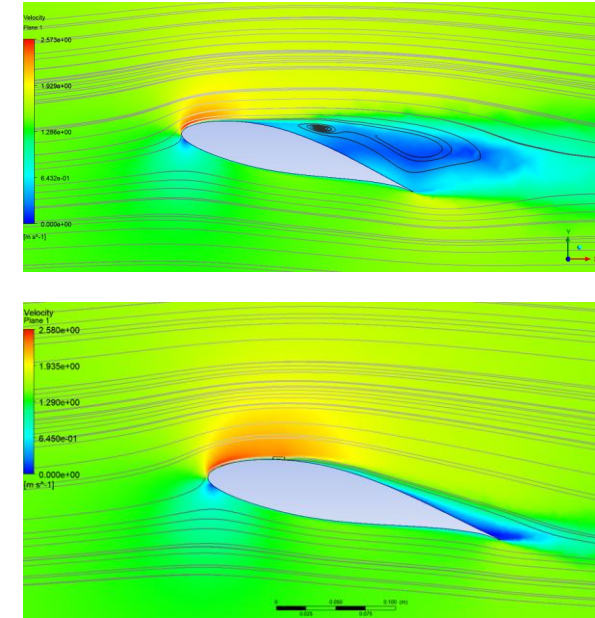 Velocity
Plane 1
2.573e+00
1.929e+00
1.286e+00
6.432e-01
0.000e+00
[m s^-1]
Y
Velocity
Plane 1
2.580e+00
1.935e+00
1.290e+00
6.450e-01
0.000e+00
[m s^-1]
0 0.050 0.100 (m)
0.025 0.075